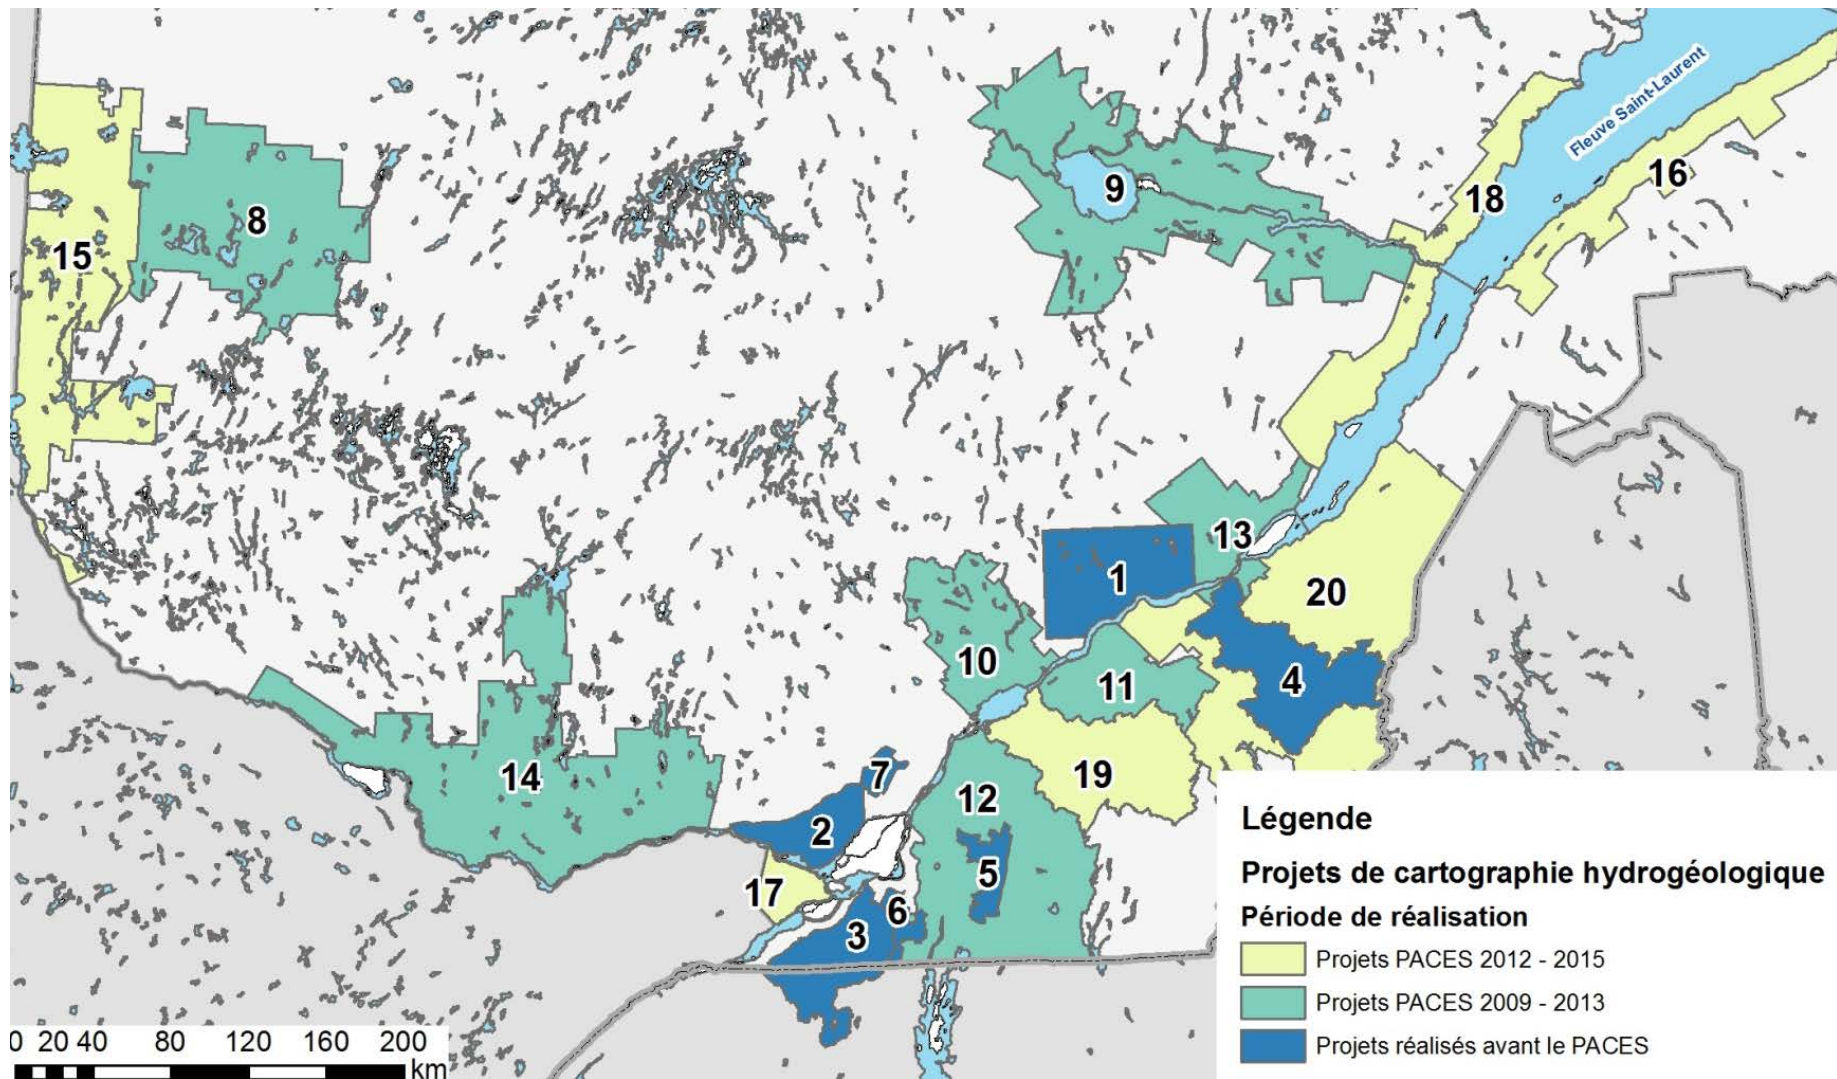 Fleuve Saint-Laurent
16
18
9
8
15
13
1
20
10
11
4
14
7
12
19
2
5
17
6
3
Légende
Projets de cartographie hydrogéologique
Période de réalisation
Projets PACES 2012 - 2015
Projets PACES 2009 - 2013
Projets réalisés avant le PACES
0 20 40 80 120 160 200
km